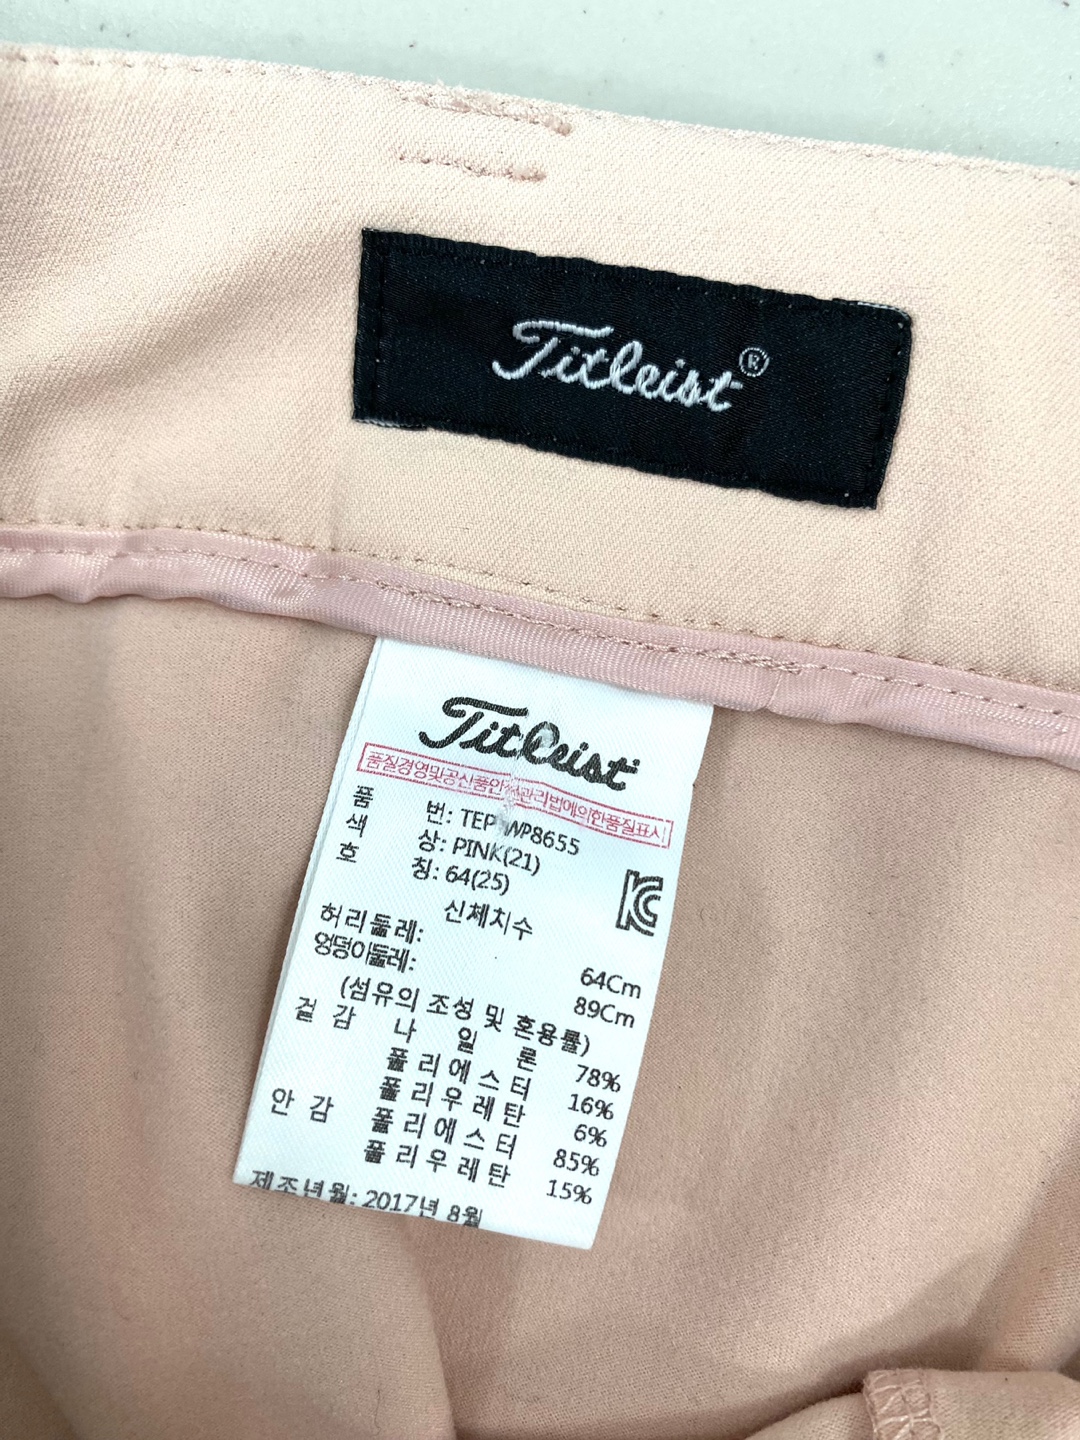 Titleist®
Titleist
품질경영및공산품안전관리법에의한품질표시
품 번: TEP WP8655
색 상: PINK(21)
호 칭: 64(25)
KC
신체치수
허리둘레: 64Cm
엉덩이둘레: 89Cm
(섬유의 조성 및 혼용률)
겉 감 나 일 론 78%
폴 리 에 스 터 16%
폴 리 우 레 탄 6%
안 감 폴 리 에 스 터 85%
폴 리 우 레 탄 15%
제조년월: 2017년 8월